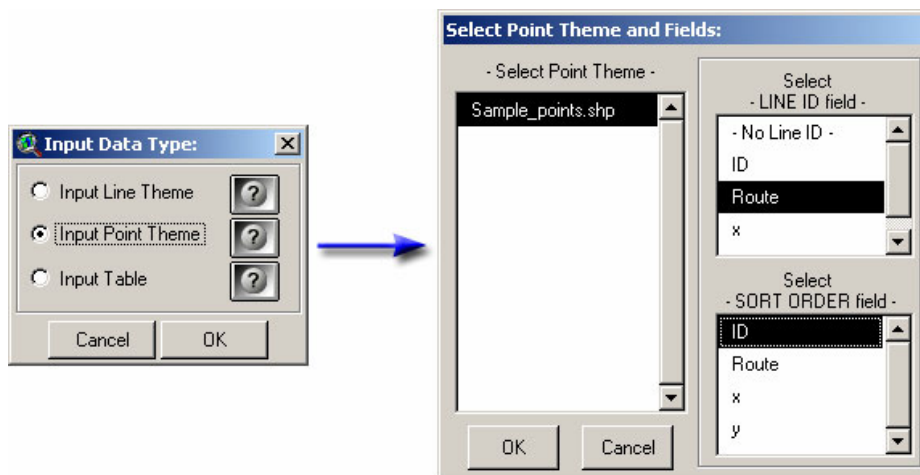 Input Data Type:
Input Line Theme
?
Input Point Theme
?
Input Table
?
Cancel
OK
Select Point Theme and Fields:
- Select Point Theme -
Sample_points.shp
OK
Cancel
Select
- LINE ID field -
- No Line ID -
ID
Route
x
Select
- SORT ORDER field -
ID
Route
x
y